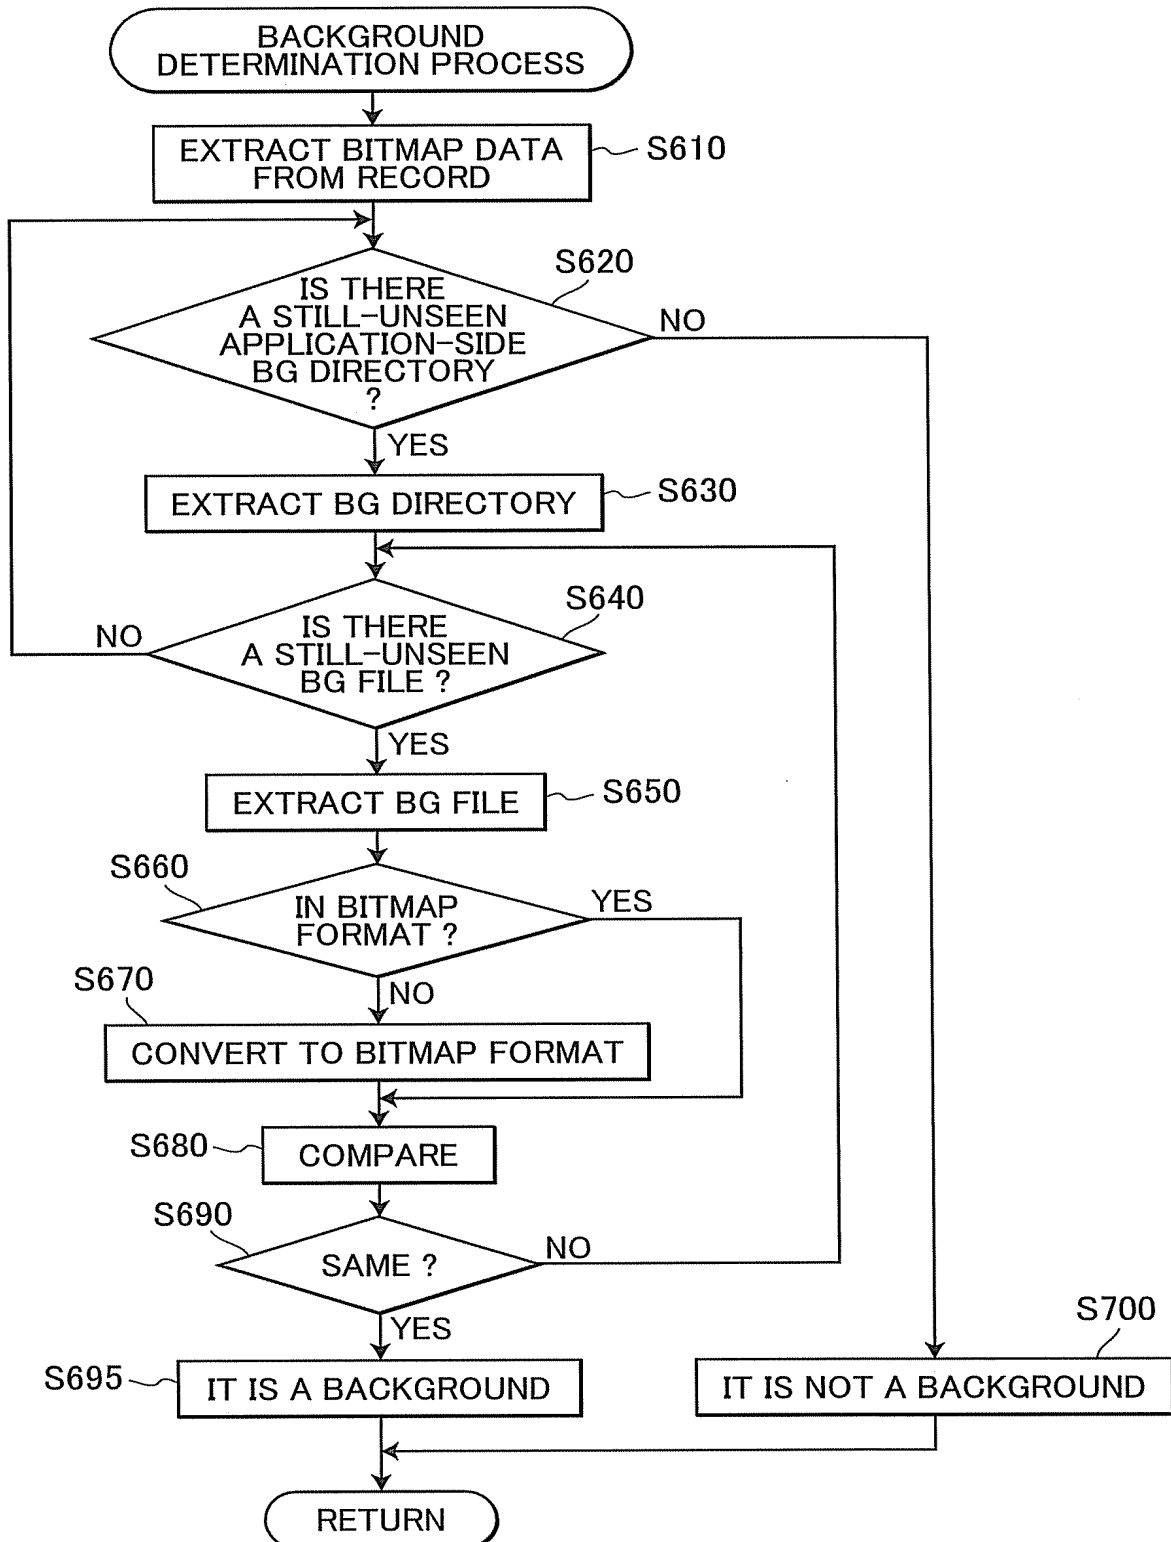 BACKGROUND
DETERMINATION PROCESS
EXTRACT BITMAP DATA
FROM RECORD
S610
S620
IS THERE
A STILL-UNSEEN
APPLICATION-SIDE
BG DIRECTORY
?
NO
YES
EXTRACT BG DIRECTORY
S630
S640
IS THERE
A STILL-UNSEEN
BG FILE ?
NO
YES
EXTRACT BG FILE
S650
S660
IN BITMAP
FORMAT ?
YES
NO
S670
CONVERT TO BITMAP FORMAT
S680
COMPARE
S690
SAME ?
NO
YES
S695
IT IS A BACKGROUND
S700
IT IS NOT A BACKGROUND
RETURN